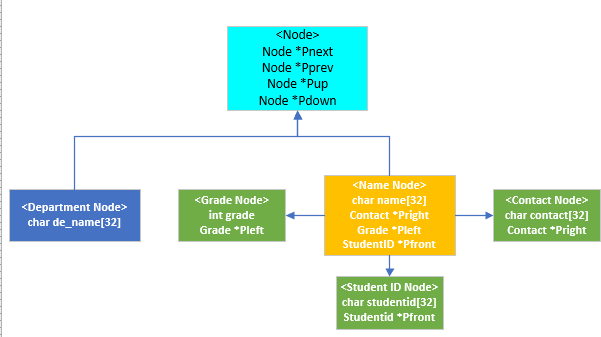 <Node>
Node *Pnext
Node *Pprev
Node *Pup
Node *Pdown
<Department Node>
char de_name[32]
<Grade Node>
int grade
Grade *Pleft
<Name Node>
char name[32]
Contact *Pright
Grade *Pleft
StudentID *Pfront
<Contact Node>
char contact[32]
Contact *Pright
<Student ID Node>
char studentid[32]
Studentid *Pfront